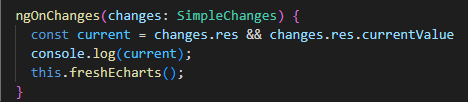 ngOnChanges(changes: SimpleChanges) {
const current = changes.res && changes.res.currentValue
console.log(current);
this.freshEcharts();
}